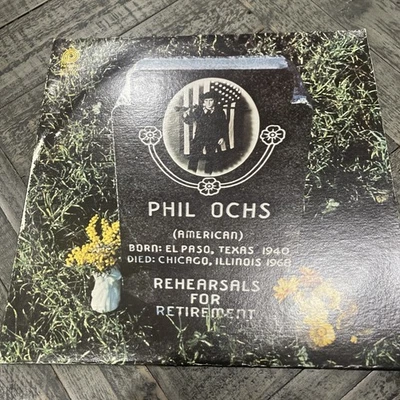 PHIL OCHS
(AMERICAN)
BORN: EL PASO, TEXAS 1940
DIED: CHICAGO, ILLINOIS 1968
REHEARSALS
FOR
RETIREMENT